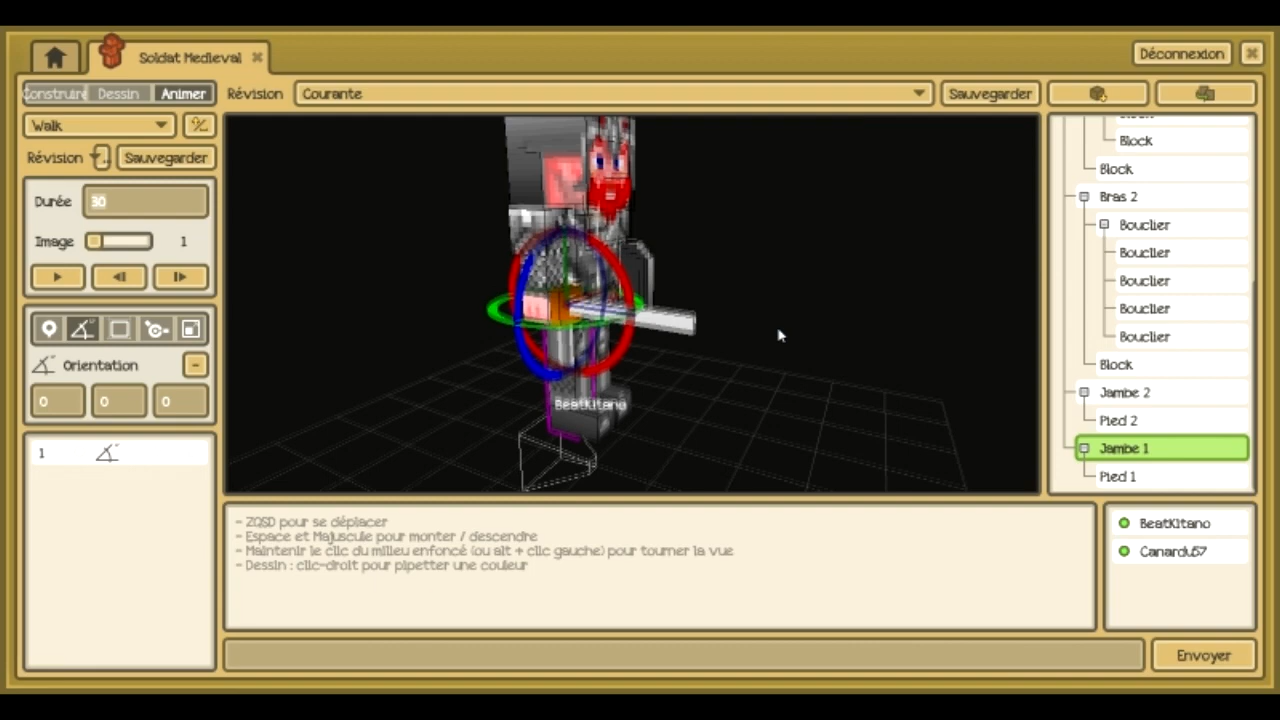 Soldat Medieval
Déconnexion
Construire Dessin Animer
Révision Courante
Sauvegarder
Walk
Révision
Sauvegarder
Durée 30
Image 1
Orientation
0 0 0
1
BeatKitano
Block
Block
Bras 2
Bouclier
Bouclier
Bouclier
Bouclier
Bouclier
Block
Jambe 2
Pied 2
Jambe 1
Pied 1
- ZQSD pour se déplacer
- Espace et Majuscule pour monter / descendre
- Maintenir le clic du milieu enfoncé (ou alt + clic gauche) pour tourner la vue
- Dessin : clic-droit pour pipetter une couleur
BeatKitano
Canardu57
Envoyer